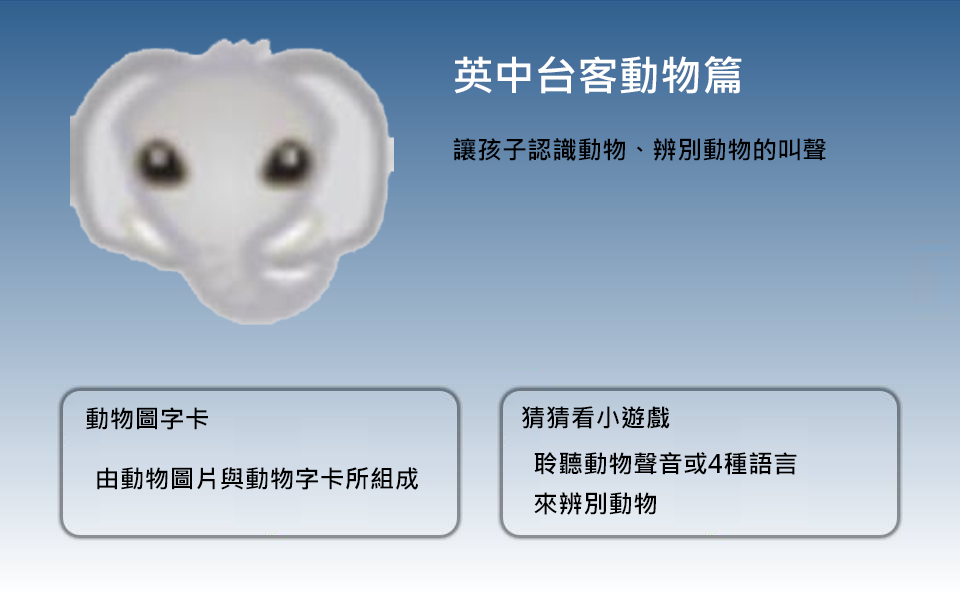 英中台客動物篇
讓孩子認識動物、辨別動物的叫聲
動物圖字卡
由動物圖片與動物字卡所組成
猜猜看小遊戲
聆聽動物聲音或4種語言
來辨別動物